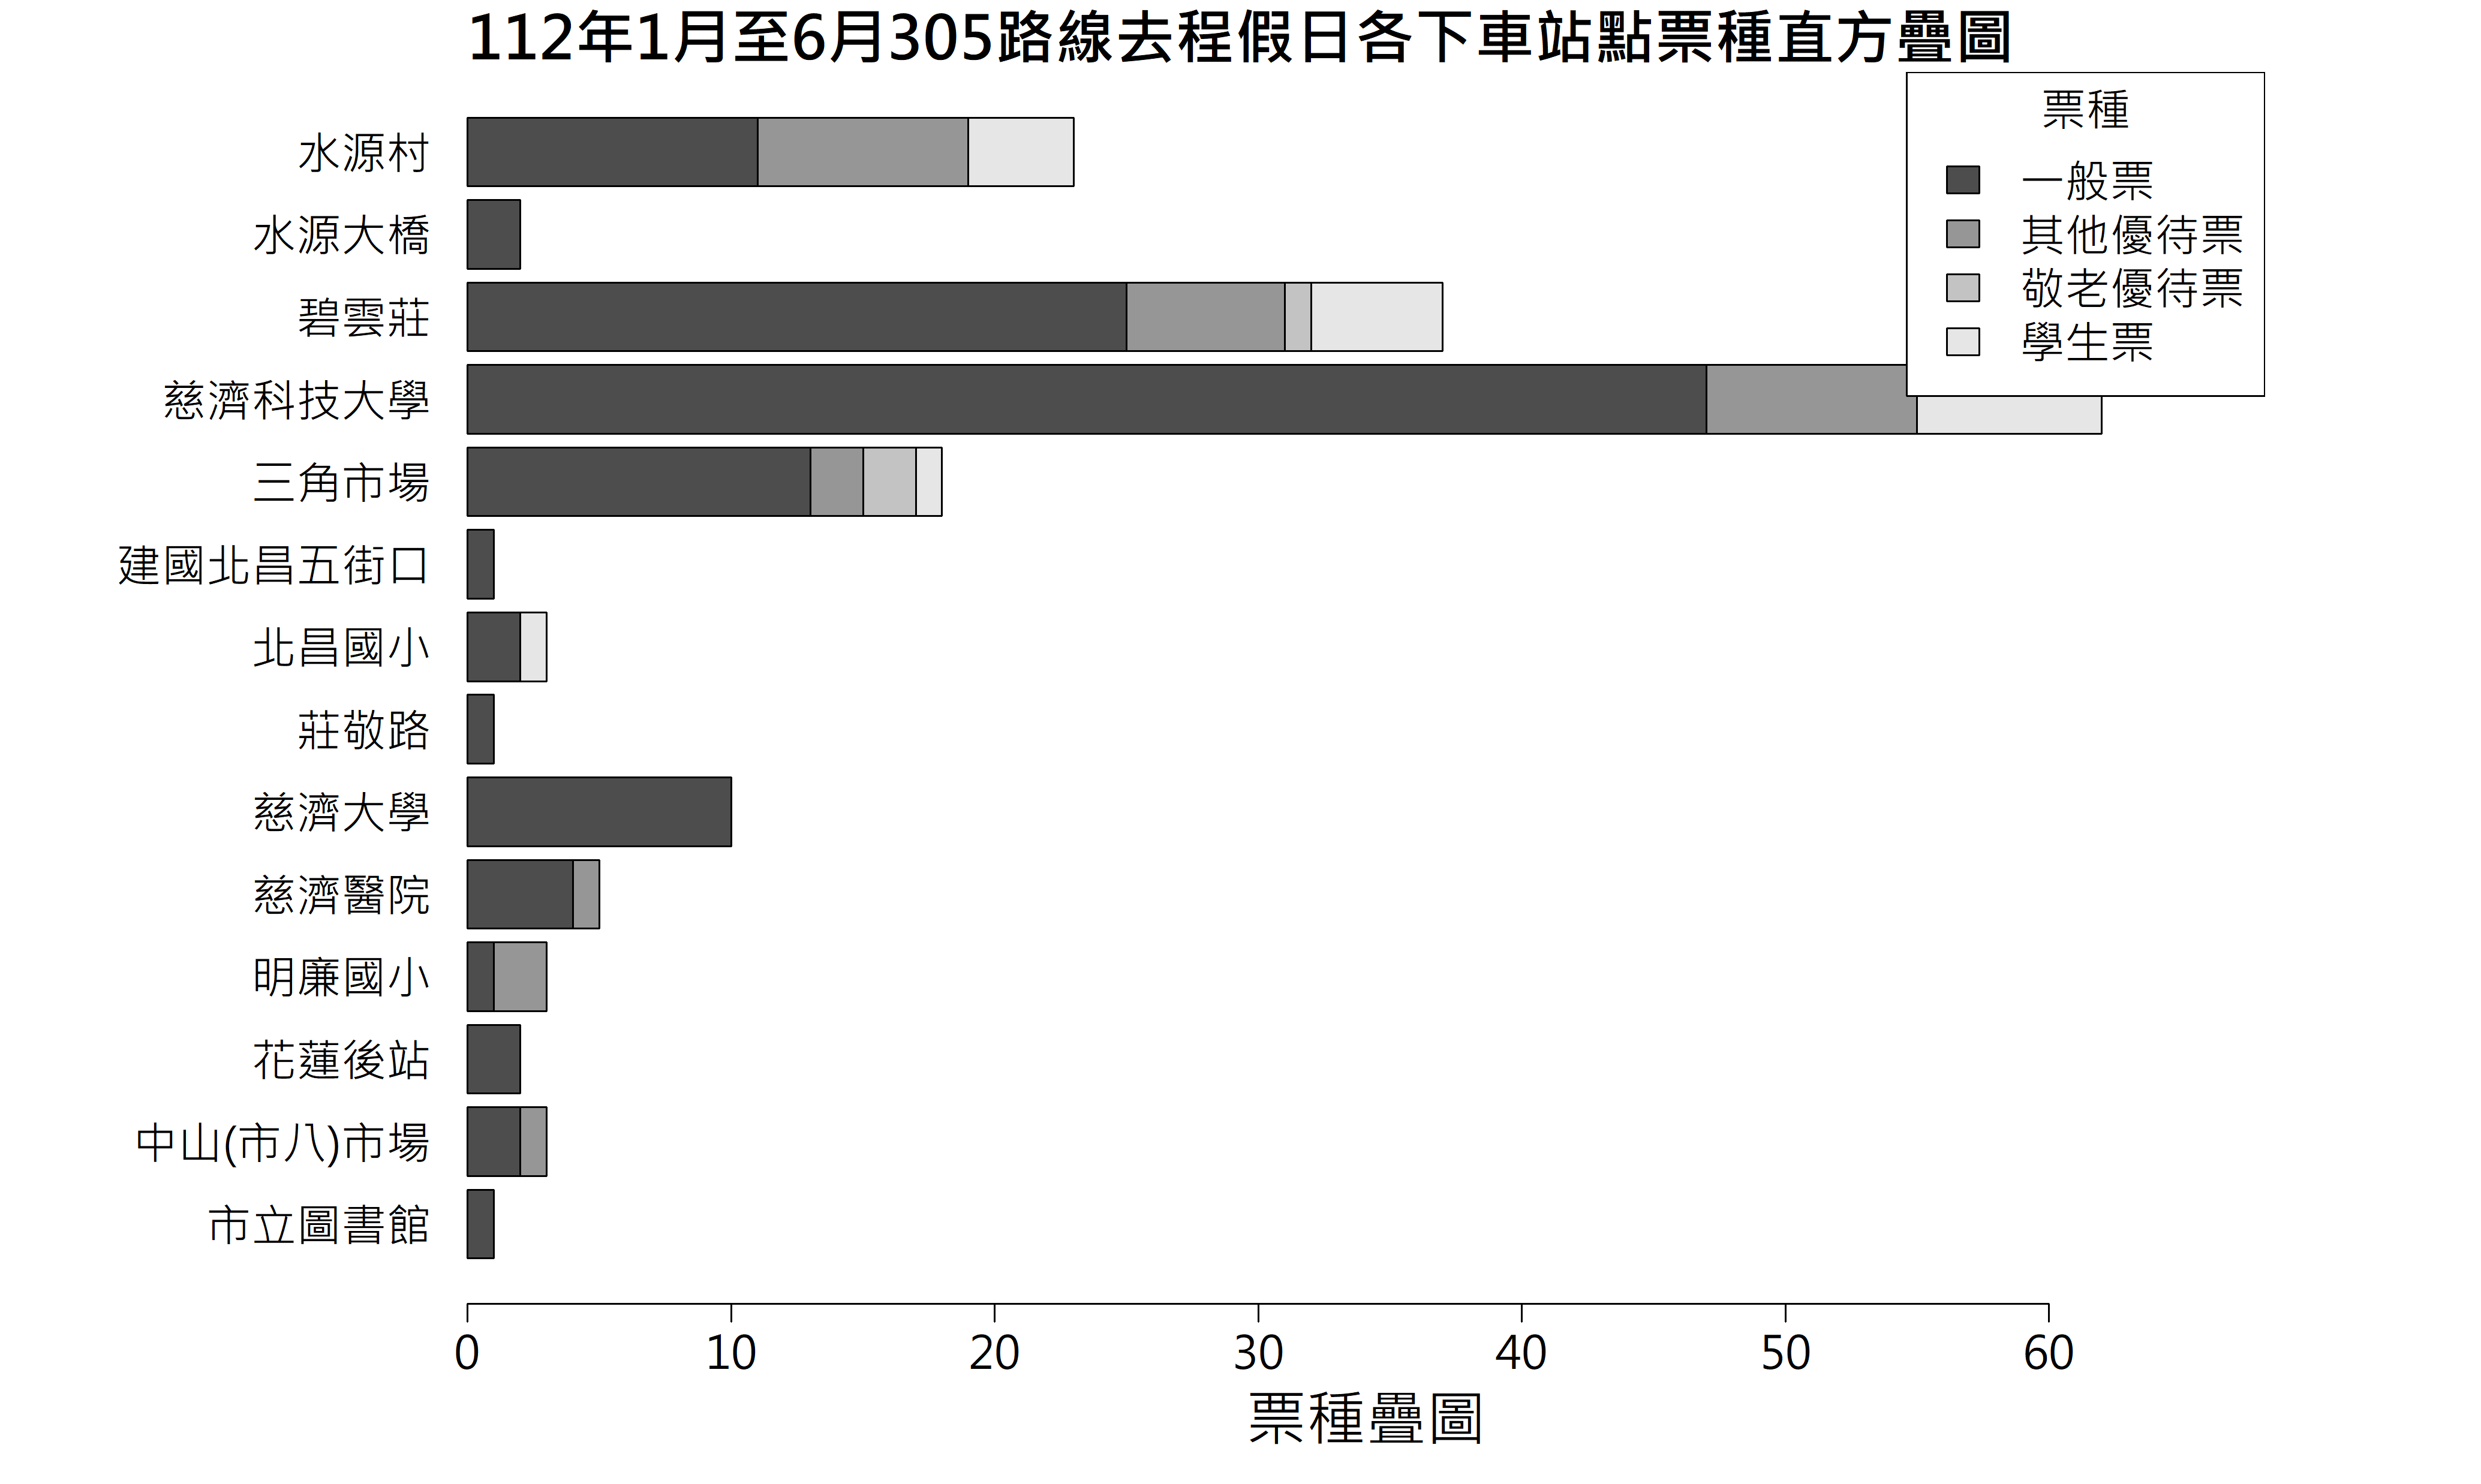 112年1月至6月305路線去程假日各下車站點票種直方疊圖
票種
一般票
其他優待票
敬老優待票
學生票
水源村
水源大橋
碧雲莊
慈濟科技大學
三角市場
建國北昌五街口
北昌國小
莊敬路
慈濟大學
慈濟醫院
明廉國小
花蓮後站
中山(市八)市場
市立圖書館
0 10 20 30 40 50 60
票種疊圖